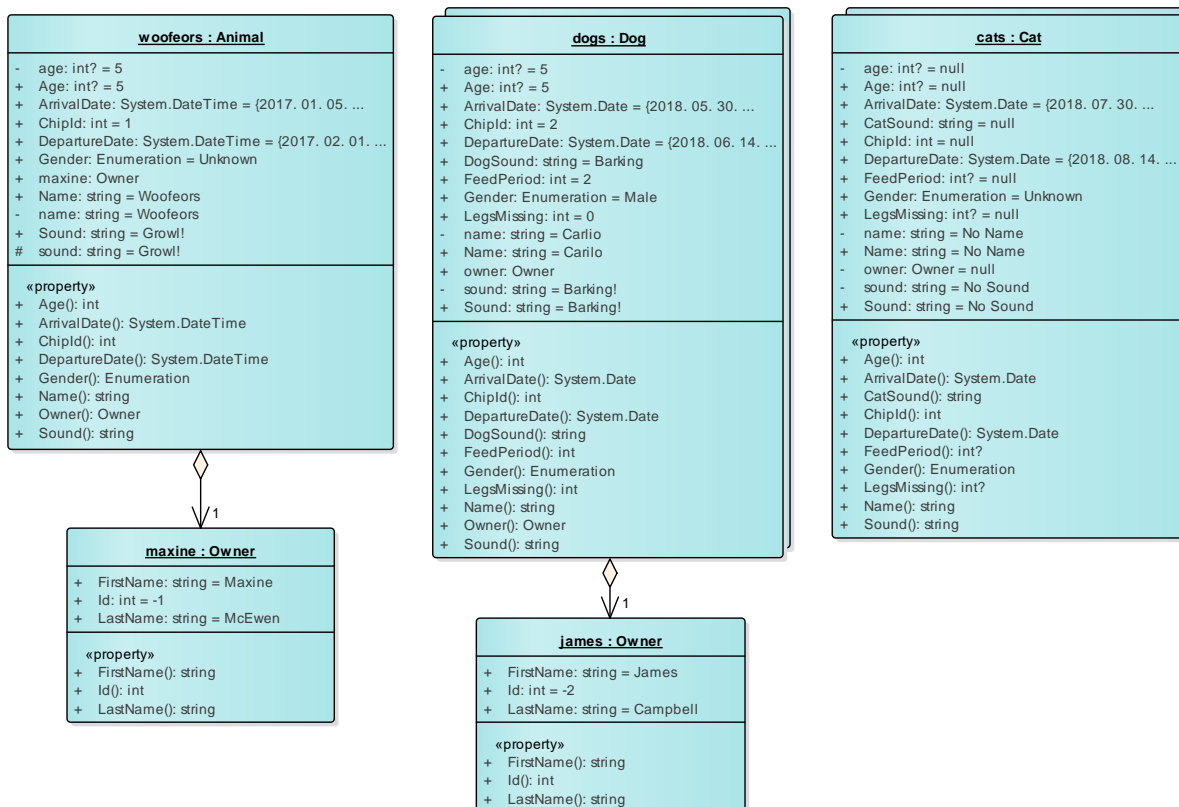 woofeors : Animal
- age: int? = 5
+ Age: int? = 5
+ ArrivalDate: System.DateTime = {2017. 01. 05. ...
+ ChipId: int = 1
+ DepartureDate: System.DateTime = {2017. 02. 01. ...
+ Gender: Enumeration = Unknown
+ maxine: Owner
+ Name: string = Woofeors
- name: string = Woofeors
+ Sound: string = Growl!
# sound: string = Growl!
«property»
+ Age(): int
+ ArrivalDate(): System.DateTime
+ ChipId(): int
+ DepartureDate(): System.DateTime
+ Gender(): Enumeration
+ Name(): string
+ Owner(): Owner
+ Sound(): string
1
maxine : Owner
+ FirstName: string = Maxine
+ Id: int = -1
+ LastName: string = McEwen
«property»
+ FirstName(): string
+ Id(): int
+ LastName(): string
dogs : Dog
- age: int? = 5
+ Age: int? = 5
+ ArrivalDate: System.Date = {2018. 05. 30. ...
+ ChipId: int = 2
+ DepartureDate: System.Date = {2018. 06. 14. ...
+ DogSound: string = Barking
+ FeedPeriod: int = 2
+ Gender: Enumeration = Male
+ LegsMissing: int = 0
- name: string = Carlio
+ Name: string = Carilo
+ owner: Owner
- sound: string = Barking!
+ Sound: string = Barking!
«property»
+ Age(): int
+ ArrivalDate(): System.Date
+ ChipId(): int
+ DepartureDate(): System.Date
+ DogSound(): string
+ FeedPeriod(): int
+ Gender(): Enumeration
+ LegsMissing(): int
+ Name(): string
+ Owner(): Owner
+ Sound(): string
1
james : Owner
+ FirstName: string = James
+ Id: int = -2
+ LastName: string = Campbell
«property»
+ FirstName(): string
+ Id(): int
+ LastName(): string
cats : Cat
- age: int? = null
+ Age: int? = null
+ ArrivalDate: System.Date = {2018. 07. 30. ...
+ CatSound: string = null
+ ChipId: int = null
+ DepartureDate: System.Date = {2018. 08. 14. ...
+ FeedPeriod: int? = null
+ Gender: Enumeration = Unknown
+ LegsMissing: int? = null
- name: string = No Name
+ Name: string = No Name
- owner: Owner = null
- sound: string = No Sound
+ Sound: string = No Sound
«property»
+ Age(): int
+ ArrivalDate(): System.Date
+ CatSound(): string
+ ChipId(): int
+ DepartureDate(): System.Date
+ FeedPeriod(): int?
+ Gender(): Enumeration
+ LegsMissing(): int?
+ Name(): string
+ Sound(): string